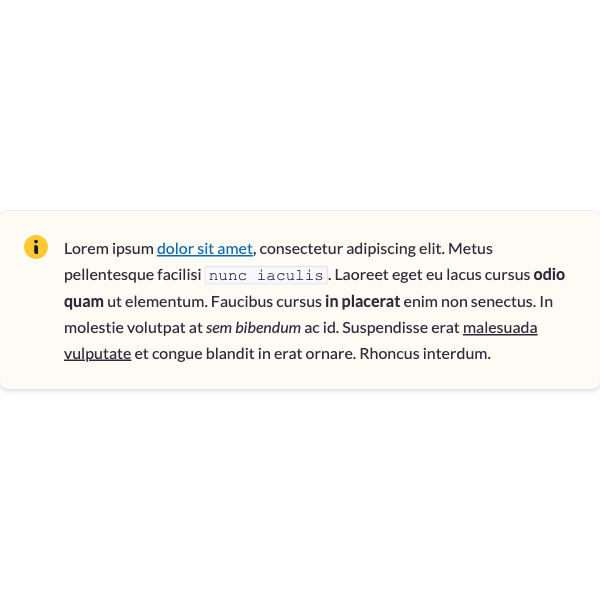 Lorem ipsum dolor sit amet, consectetur adipiscing elit. Metus
pellentesque facilisi nunc iaculis. Laoreet eget eu lacus cursus odio
quam ut elementum. Faucibus cursus in placerat enim non senectus. In
molestie volutpat at sem bibendum ac id. Suspendisse erat malesuada
vulputate et congue blandit in erat ornare. Rhoncus interdum.